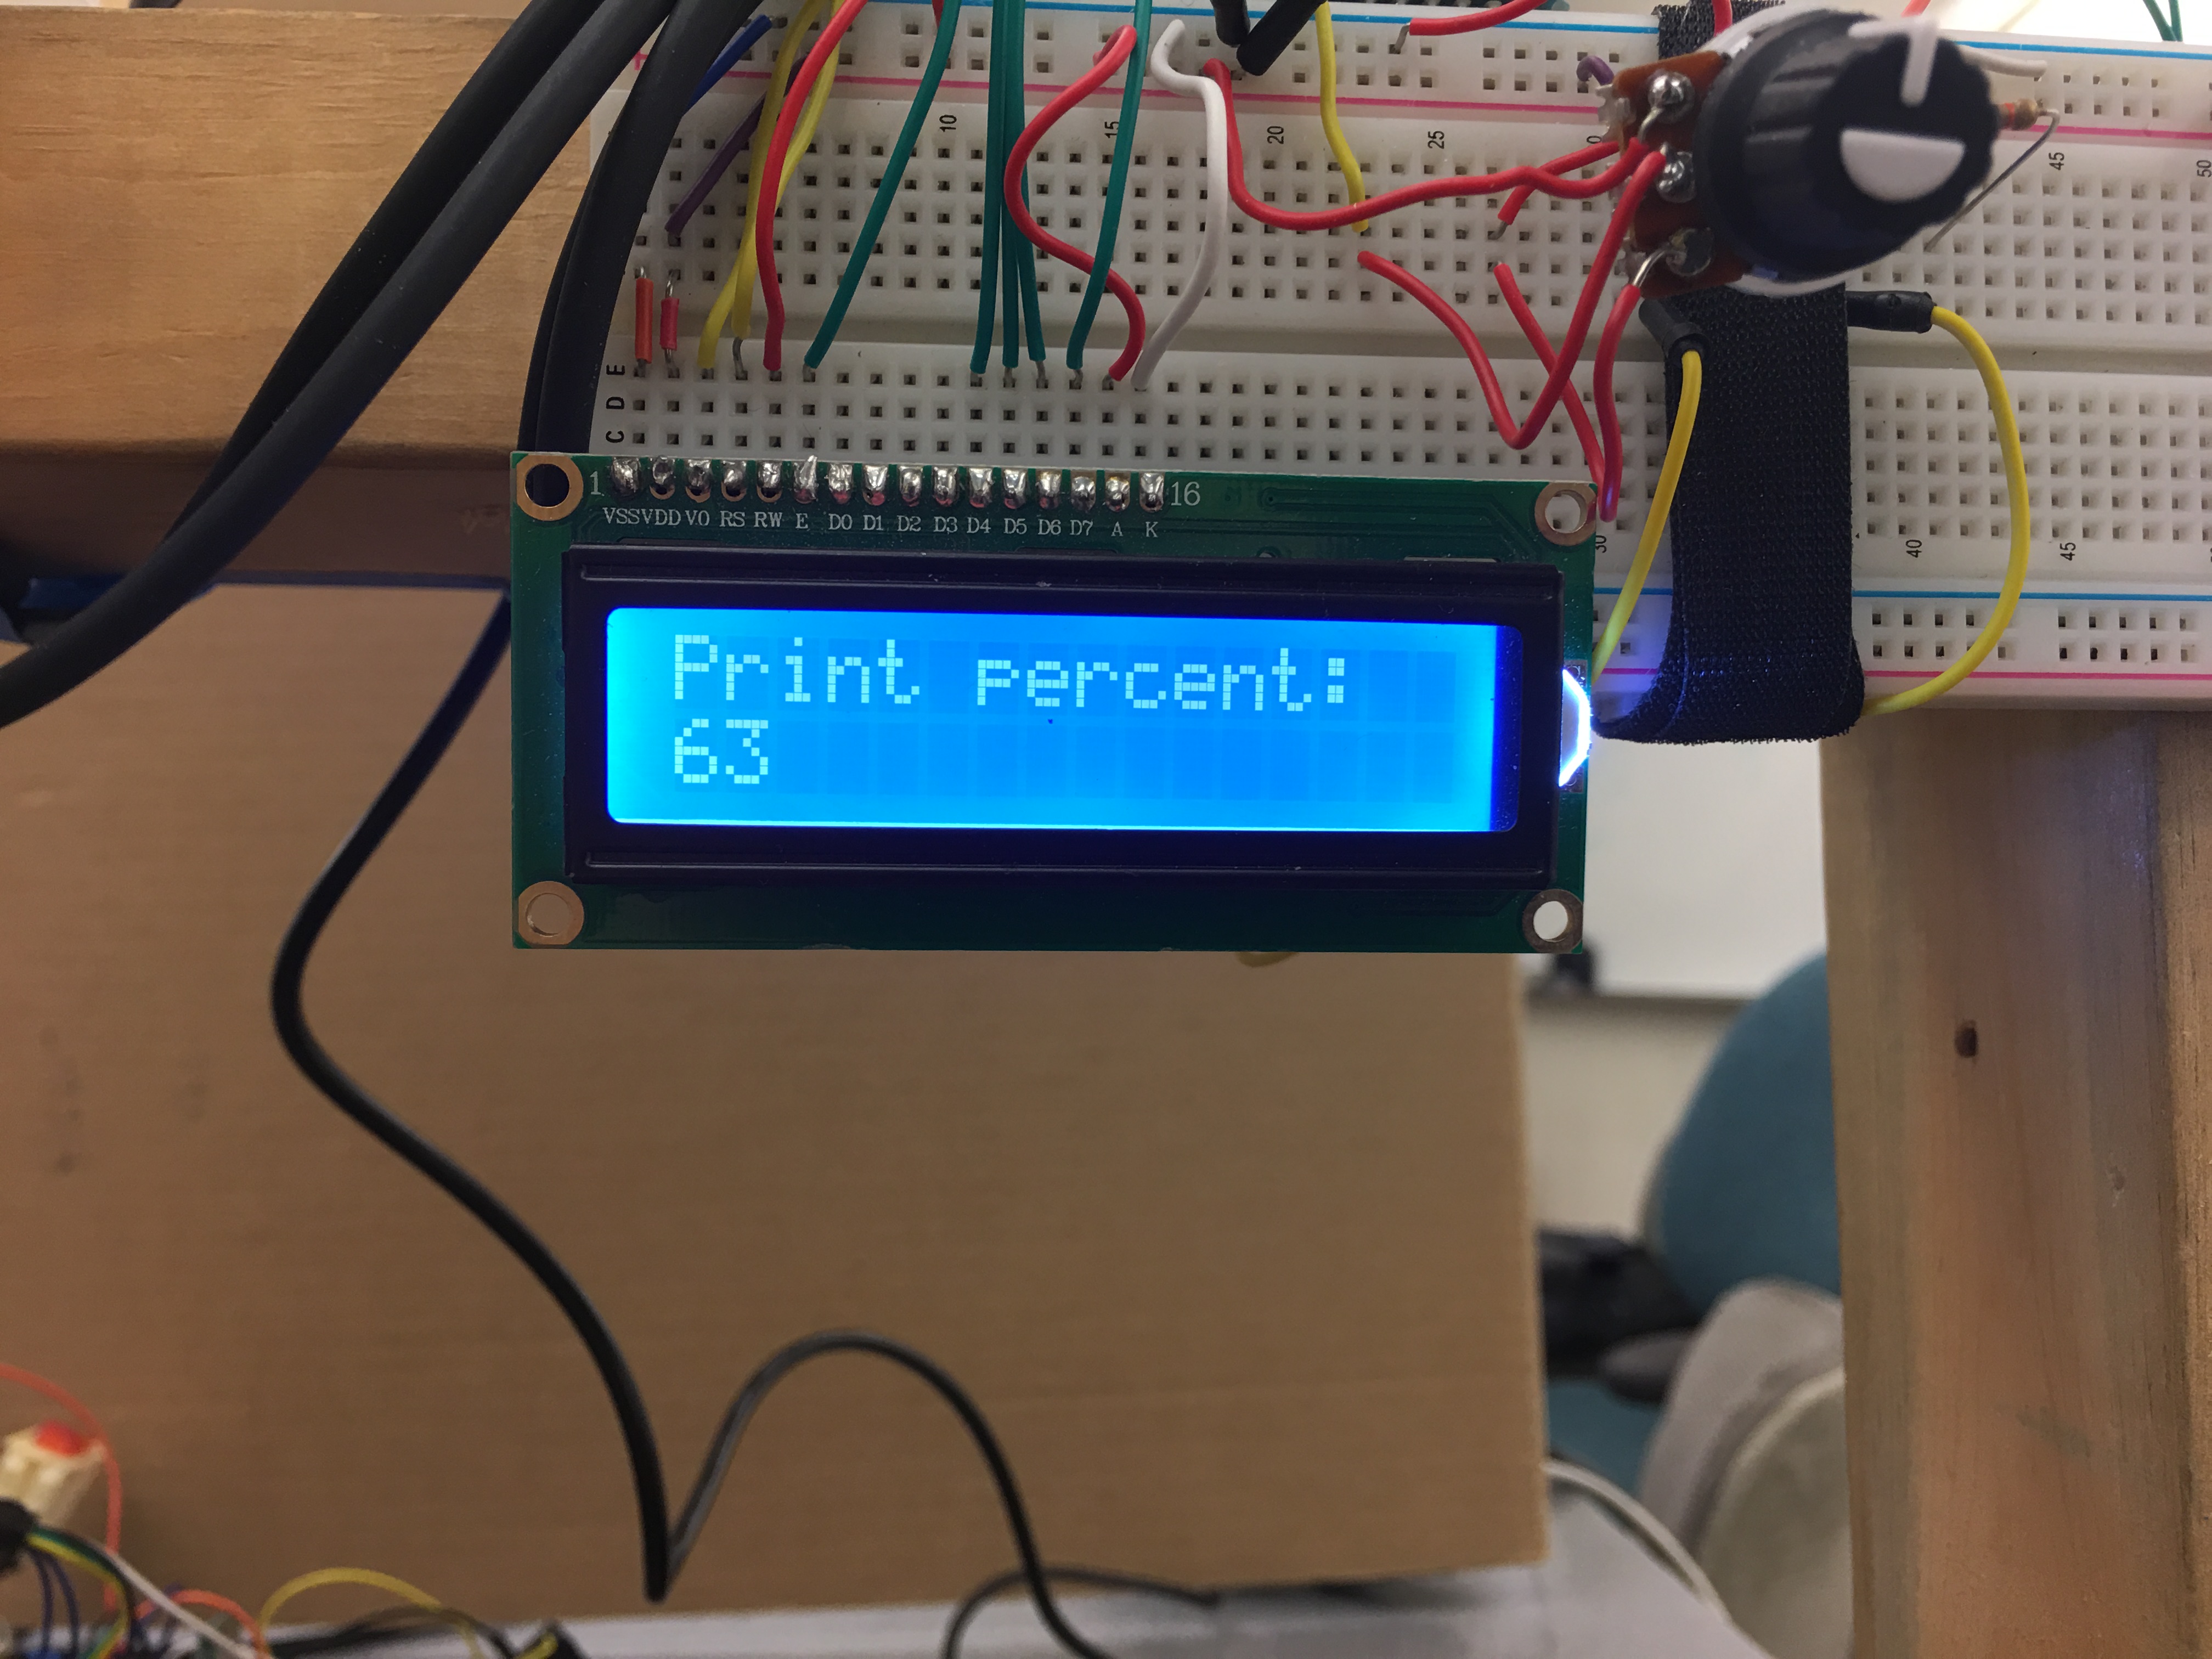 10 15 20 25 45 50
E
D
C
1 16
VSS VDD V0 RS RW E D0 D1 D2 D3 D4 D5 D6 D7 A K
30 40 45
Print percent:
63